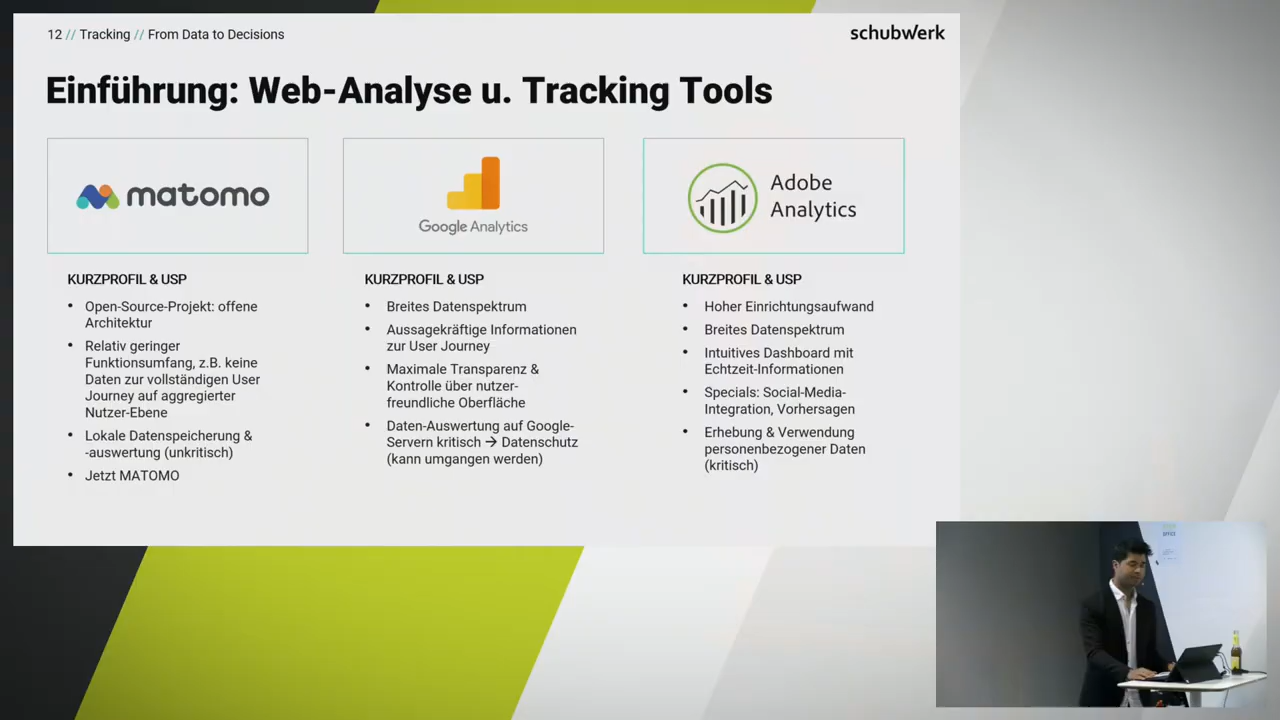 12 // Tracking // From Data to Decisions
schubwerk
Einführung: Web-Analyse u. Tracking Tools
matomo
Google Analytics
Adobe
Analytics
KURZPROFIL & USP
• Open-Source-Projekt: offene
Architektur
• Relativ geringer
Funktionsumfang, z.B. keine
Daten zur vollständigen User
Journey auf aggregierter
Nutzer-Ebene
• Lokale Datenspeicherung &
-auswertung (unkritisch)
• Jetzt MATOMO
KURZPROFIL & USP
• Breites Datenspektrum
• Aussagekräftige Informationen
zur User Journey
• Maximale Transparenz &
Kontrolle über nutzer-
freundliche Oberfläche
• Daten-Auswertung auf Google-
Servern kritisch → Datenschutz
(kann umgangen werden)
KURZPROFIL & USP
• Hoher Einrichtungsaufwand
• Breites Datenspektrum
• Intuitives Dashboard mit
Echtzeit-Informationen
• Specials: Social-Media-
Integration, Vorhersagen
• Erhebung & Verwendung
personenbezogener Daten
(kritisch)